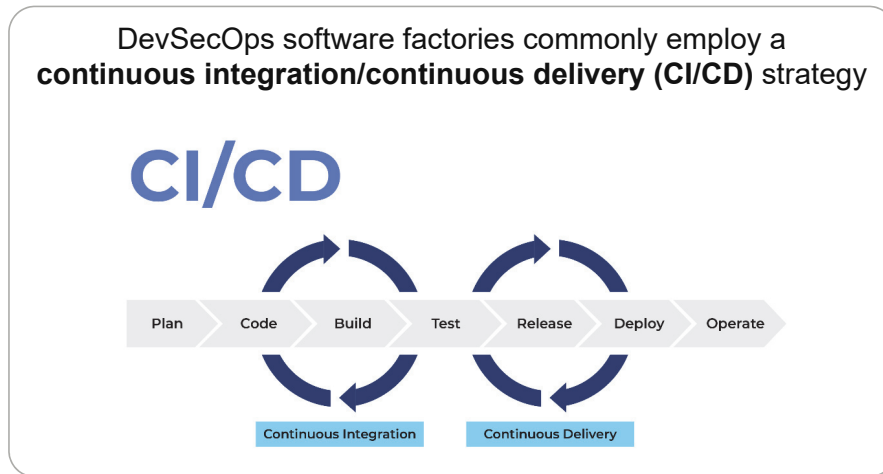 DevSecOps software factories commonly employ a
continuous integration/continuous delivery (CI/CD) strategy
CI/CD
Plan Code Build Test Release Deploy Operate
Continuous Integration Continuous Delivery